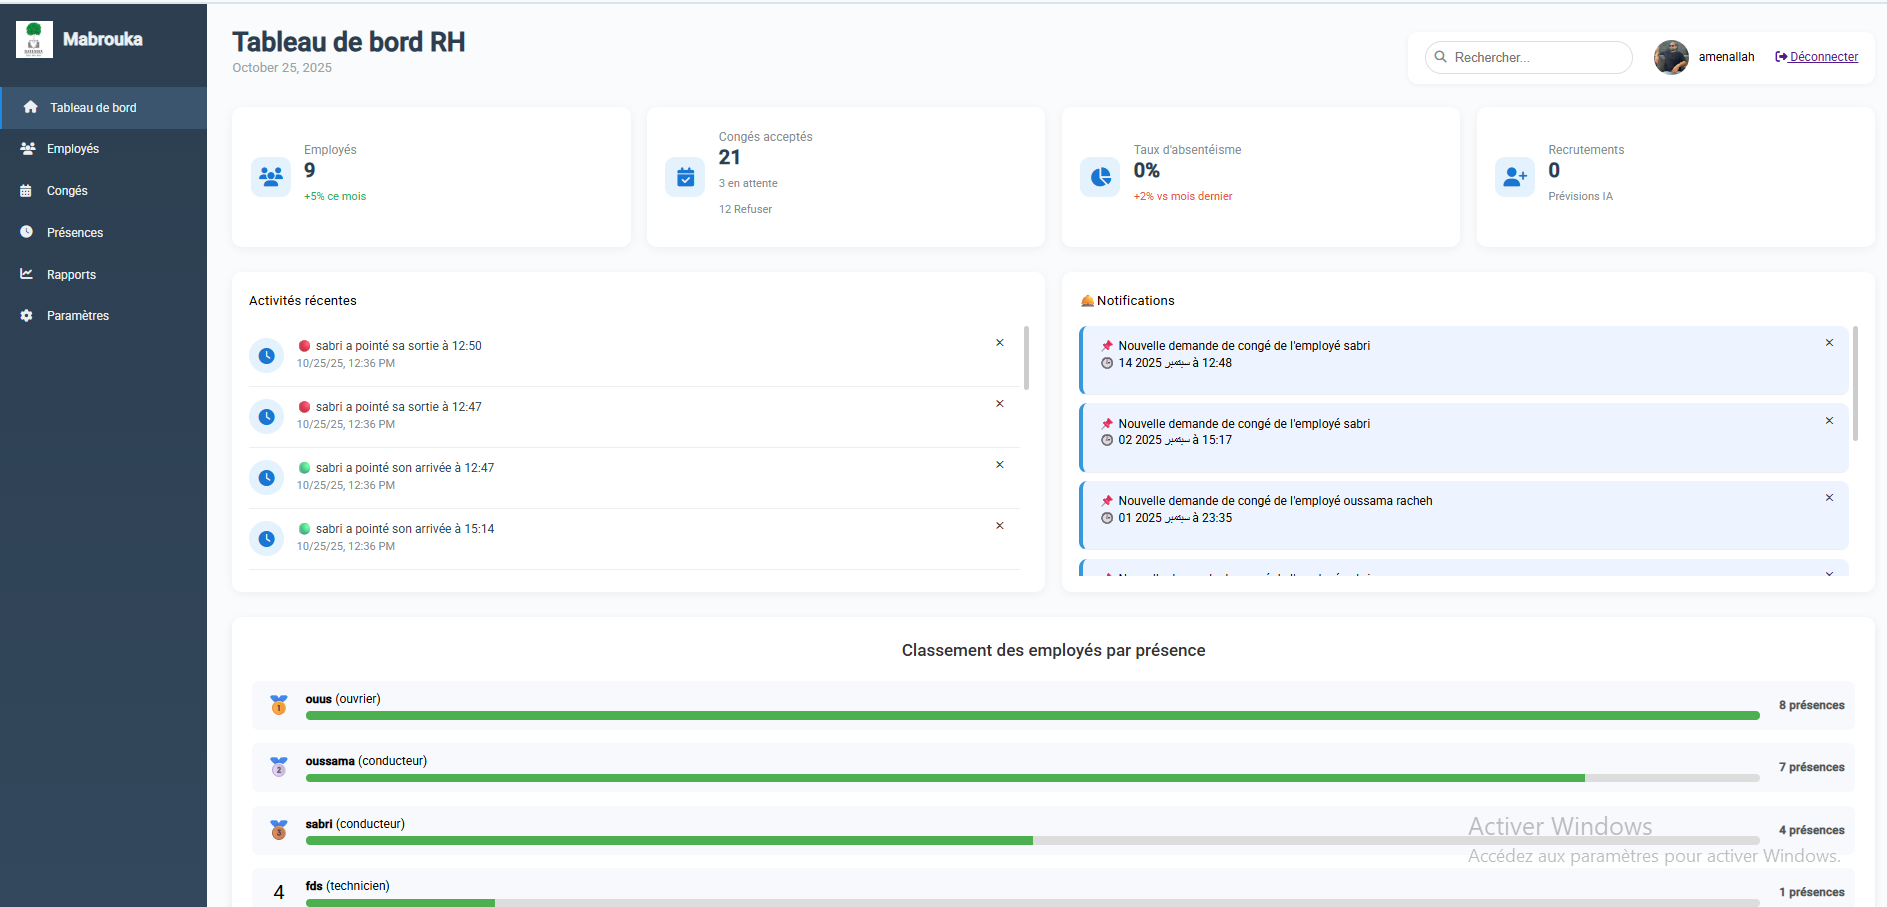 Mabrouka
Tableau de bord
Employés
Congés
Présences
Rapports
Paramètres
Tableau de bord RH
October 25, 2025
Rechercher...
amenallah
Déconnecter
Employés
9
+5% ce mois
Congés acceptés
21
3 en attente
12 Refuser
Taux d'absentéisme
0%
+2% vs mois dernier
Recrutements
0
Prévisions IA
Activités récentes
sabri a pointé sa sortie à 12:50
10/25/25, 12:36 PM
sabri a pointé sa sortie à 12:47
10/25/25, 12:36 PM
sabri a pointé son arrivée à 12:47
10/25/25, 12:36 PM
sabri a pointé son arrivée à 15:14
10/25/25, 12:36 PM
Notifications
Nouvelle demande de congé de l'employé sabri
14 سبتمبر 2025 à 12:48
Nouvelle demande de congé de l'employé sabri
02 سبتمبر 2025 à 15:17
Nouvelle demande de congé de l'employé oussama racheh
01 سبتمبر 2025 à 23:35
Classement des employés par présence
1
ouus (ouvrier)
8 présences
2
oussama (conducteur)
7 présences
3
sabri (conducteur)
4 présences
4
fds (technicien)
1 présences
Activer Windows
Accédez aux paramètres pour activer Windows.